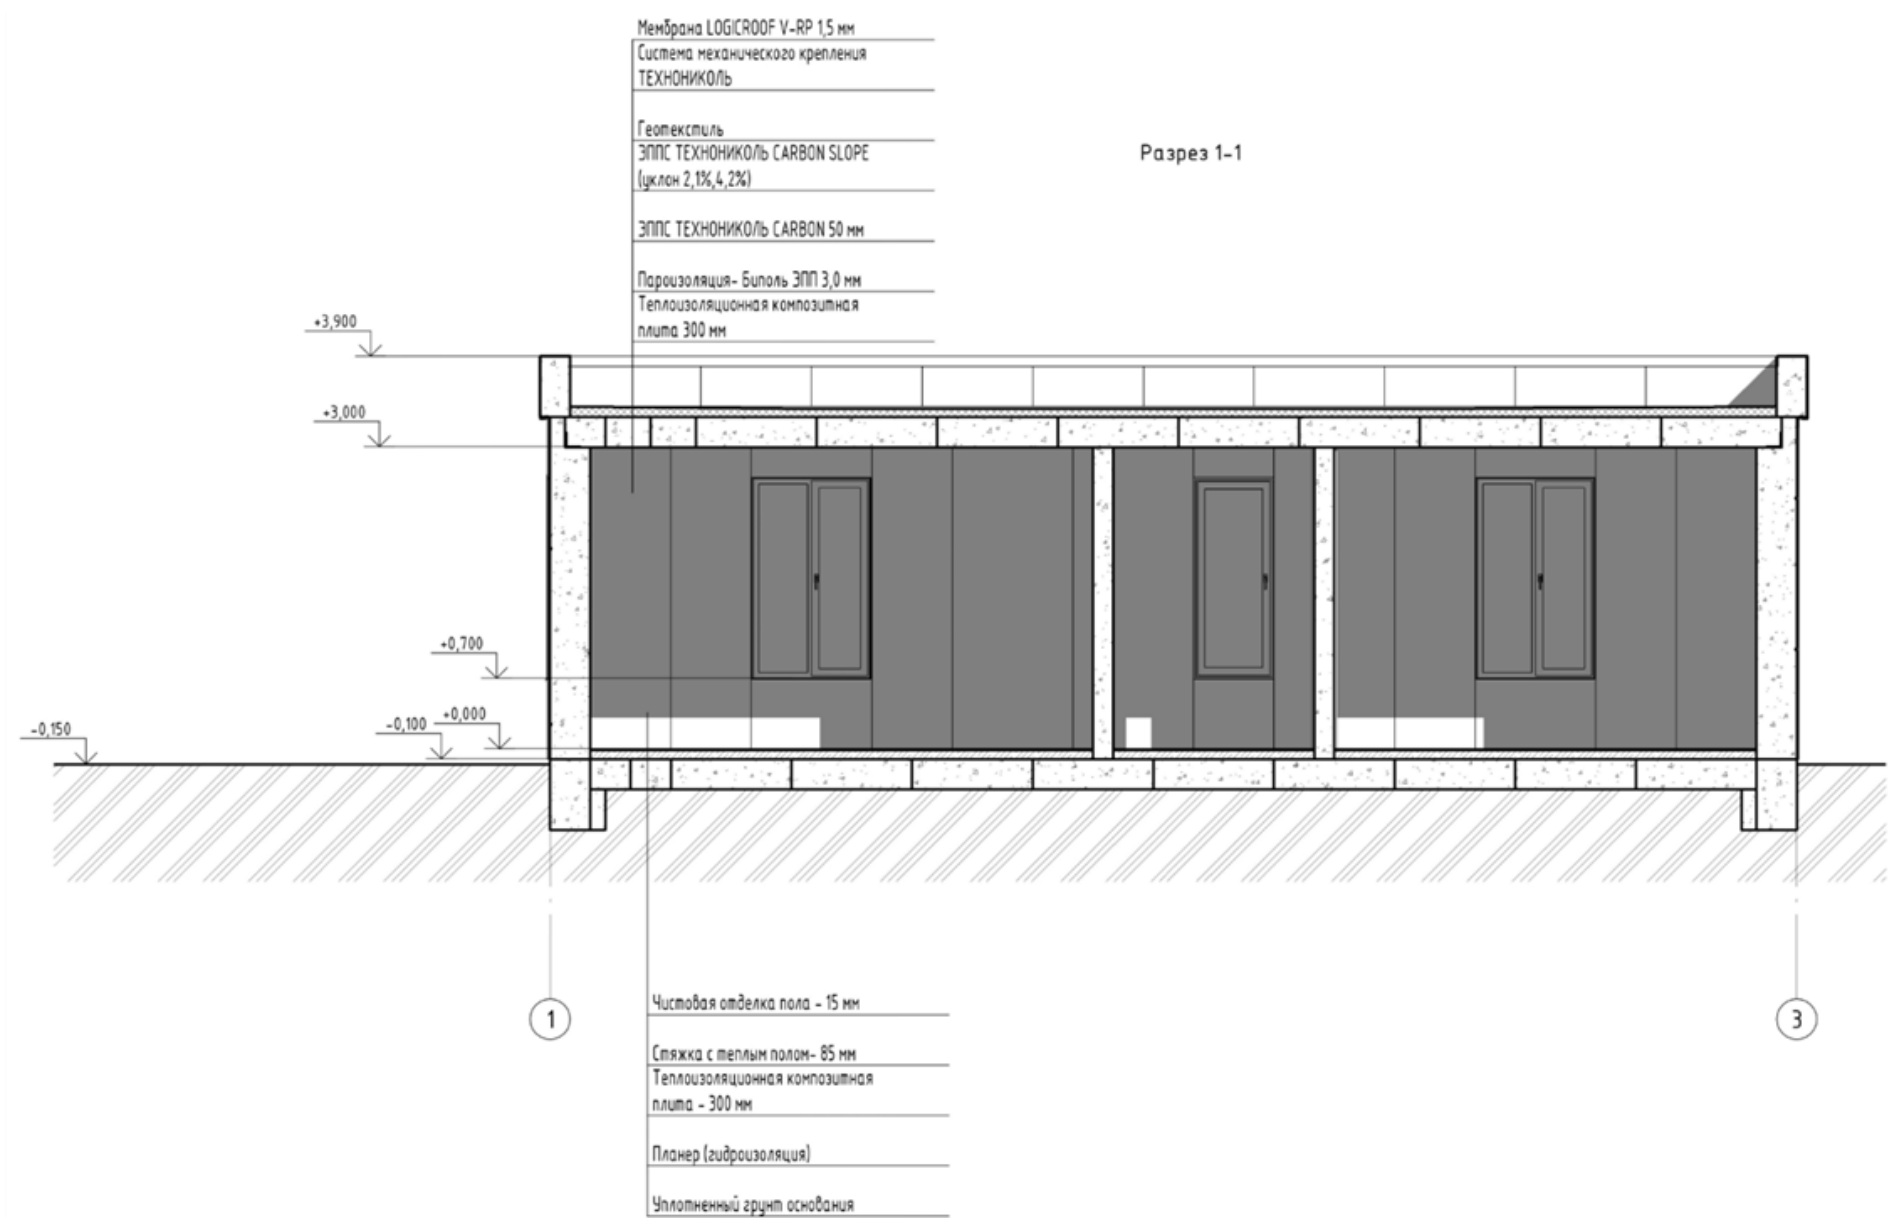 Мембрана LOGICROOF V-RP 1,5 мм
Система механического крепления
ТЕХНОНИКОЛЬ
Геотекстиль
ЭППС ТЕХНОНИКОЛЬ CARBON SLOPE
(уклон 2,1%,4,2%)
ЭППС ТЕХНОНИКОЛЬ CARBON 50 мм
Пароизоляция- Биполь ЭПП 3,0 мм
Теплоизоляционная композитная
плита 300 мм
Разрез 1-1
+3,900
+3,000
+0,700
+0,000
-0,100
-0,150
1
3
Чистовая отделка пола - 15 мм
Стяжка с теплым полом- 85 мм
Теплоизоляционная композитная
плита - 300 мм
Планер (гидроизоляция)
Уплотненный грунт основания